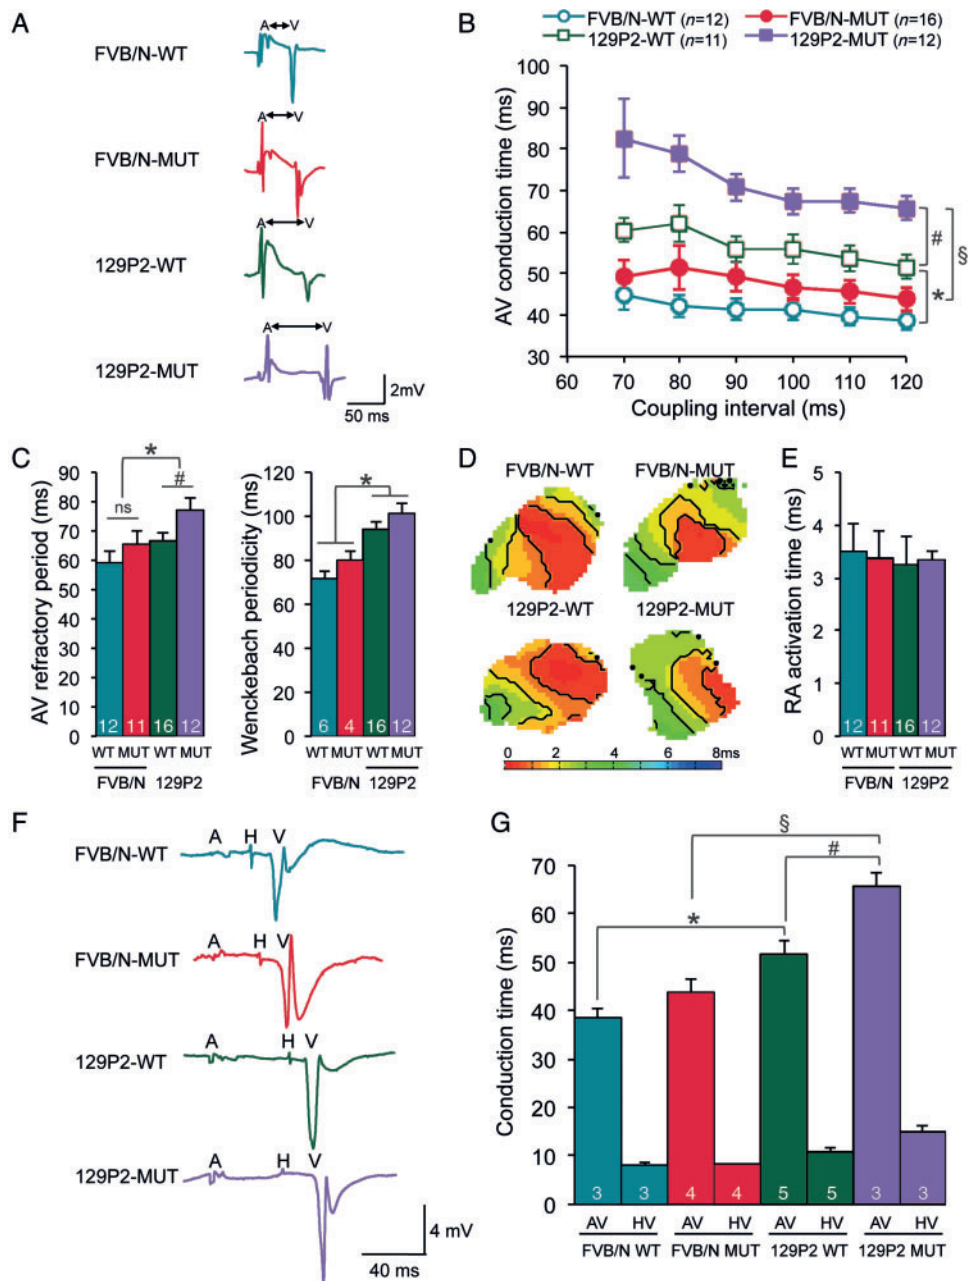 A
A V
FVB/N-WT
A V
FVB/N-MUT
A V
129P2-WT
A V
129P2-MUT
2mV
50 ms
B
FVB/N-WT (n=12) FVB/N-MUT (n=16)
129P2-WT (n=11) 129P2-MUT (n=12)
AV conduction time (ms)
100
90
80
70
60
50
40
30
# §
*
60 70 80 90 100 110 120
Coupling interval (ms)
C
AV refractory period (ms)
90
80
70
60
50
40
30
20
10
0
*
#
ns
12 11 16 12
WT MUT WT MUT
FVB/N 129P2
Wenckebach periodicity (ms)
120
100
80
60
40
20
0
*
6 4 16 12
WT MUT WT MUT
FVB/N 129P2
D
FVB/N-WT FVB/N-MUT
129P2-WT 129P2-MUT
0 2 4 6 8ms
E
RA activation time (ms)
5
4
3
2
1
0
12 11 16 12
WT MUT WT MUT
FVB/N 129P2
F
A H V
FVB/N-WT
A H V
FVB/N-MUT
A H V
129P2-WT
A H V
129P2-MUT
4 mV
40 ms
G
Conduction time (ms)
70
60
50
40
30
20
10
0
§
#
*
3 3 4 4 5 5 3 3
AV HV AV HV AV HV AV HV
FVB/N WT FVB/N MUT 129P2 WT 129P2 MUT